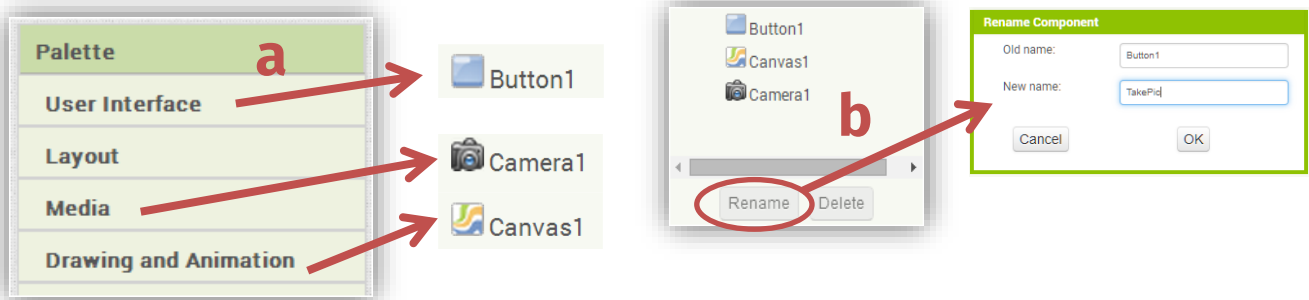 Palette
a
User Interface
Layout
Media
Drawing and Animation
Button1
Camera1
Canvas1
Button1
Canvas1
Camera1
b
Rename Delete
Rename Component
Old name: Button1
New name: TakePic
Cancel OK